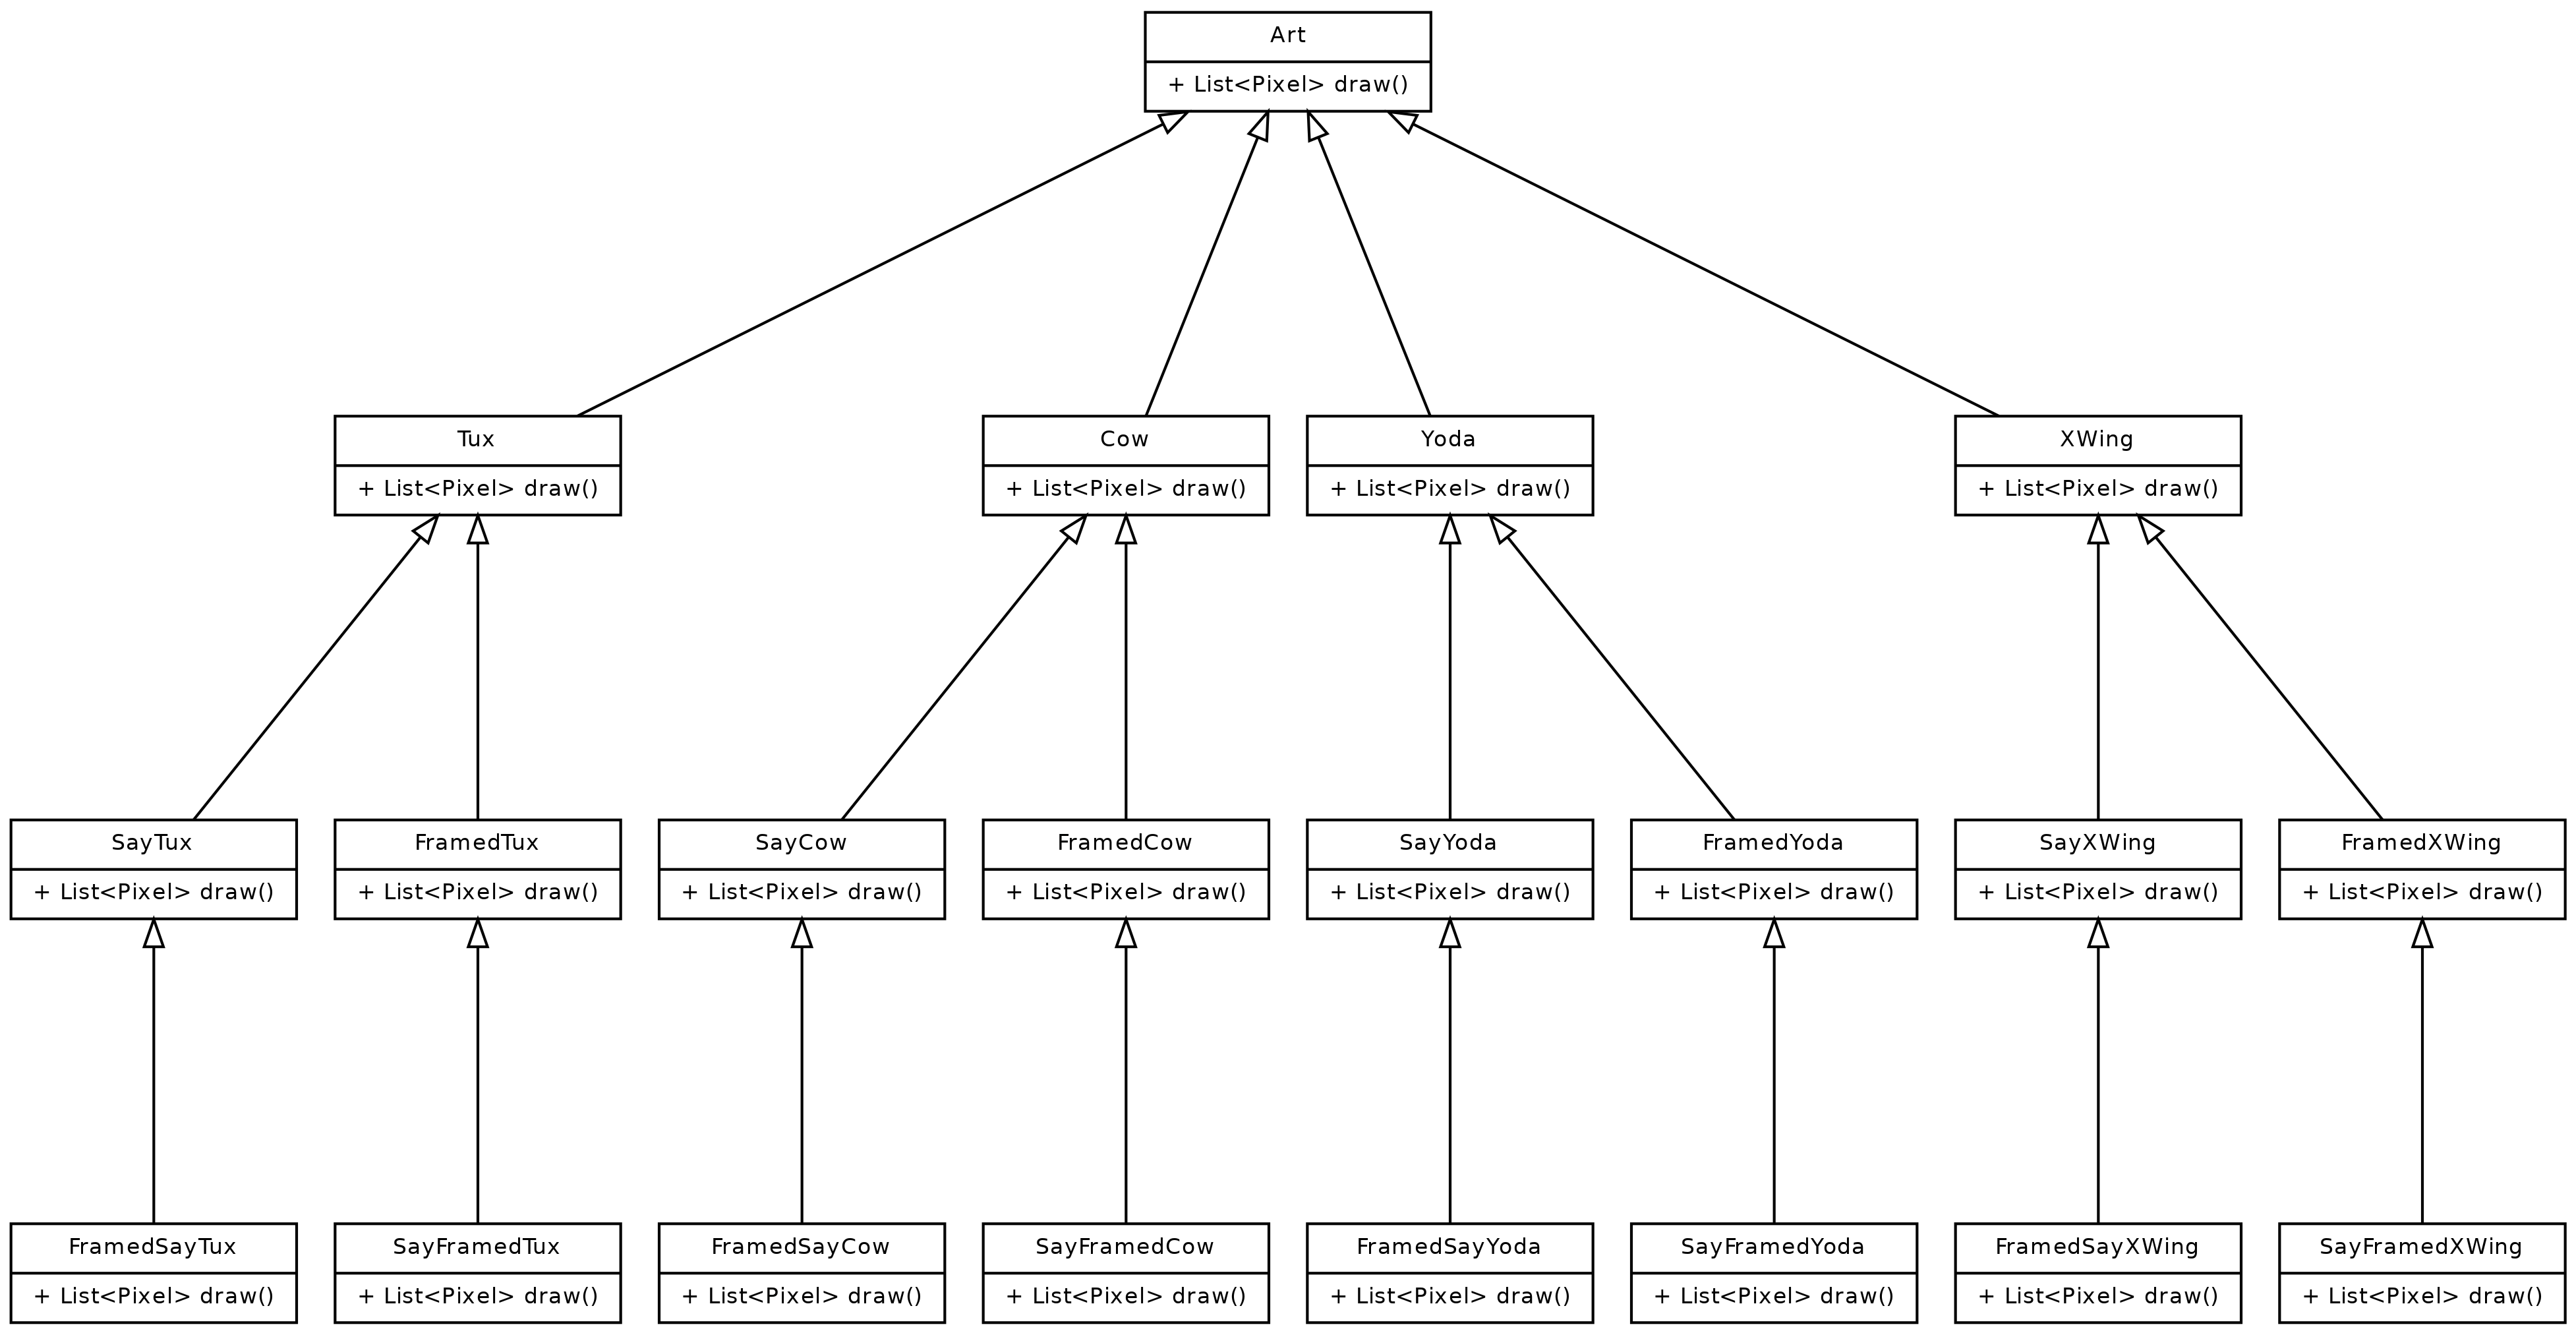 Art
+ List<Pixel> draw()
Tux
+ List<Pixel> draw()
Cow
+ List<Pixel> draw()
Yoda
+ List<Pixel> draw()
XWing
+ List<Pixel> draw()
SayTux
+ List<Pixel> draw()
FramedTux
+ List<Pixel> draw()
SayCow
+ List<Pixel> draw()
FramedCow
+ List<Pixel> draw()
SayYoda
+ List<Pixel> draw()
FramedYoda
+ List<Pixel> draw()
SayXWing
+ List<Pixel> draw()
FramedXWing
+ List<Pixel> draw()
FramedSayTux
+ List<Pixel> draw()
SayFramedTux
+ List<Pixel> draw()
FramedSayCow
+ List<Pixel> draw()
SayFramedCow
+ List<Pixel> draw()
FramedSayYoda
+ List<Pixel> draw()
SayFramedYoda
+ List<Pixel> draw()
FramedSayXWing
+ List<Pixel> draw()
SayFramedXWing
+ List<Pixel> draw()